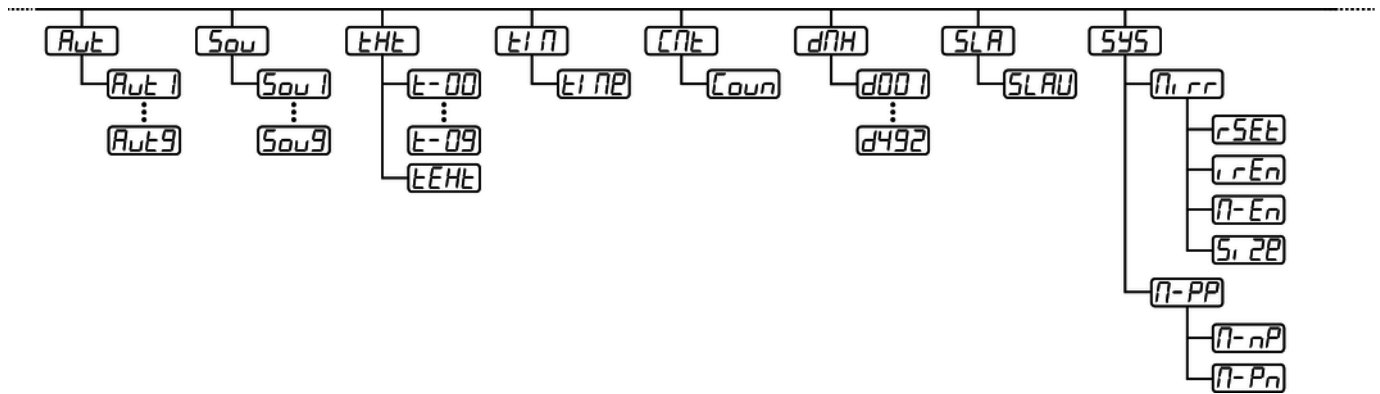 Aut Sou tHt tIM CMt dMH SLA SYS
Aut1 Sou1 t-00 tIMe Coun d001 SLAU Mirr
Aut9 Sou9 t-09 d492 rSEt
tEHt irEn
M-En
Size
M-PP
M-nP
M-Pn